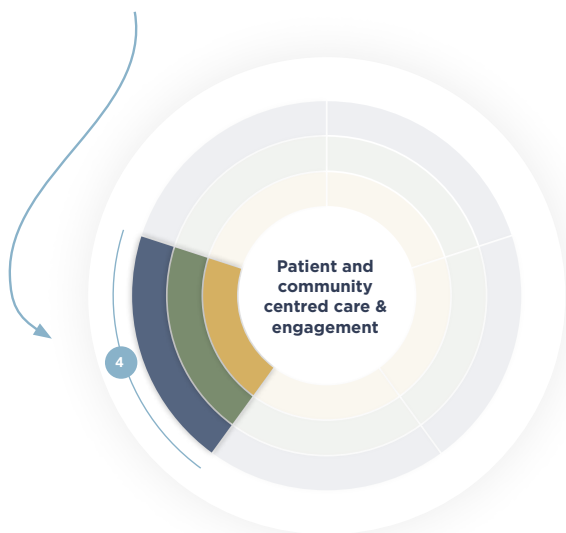 Patient and
community
centred care &
engagement
4